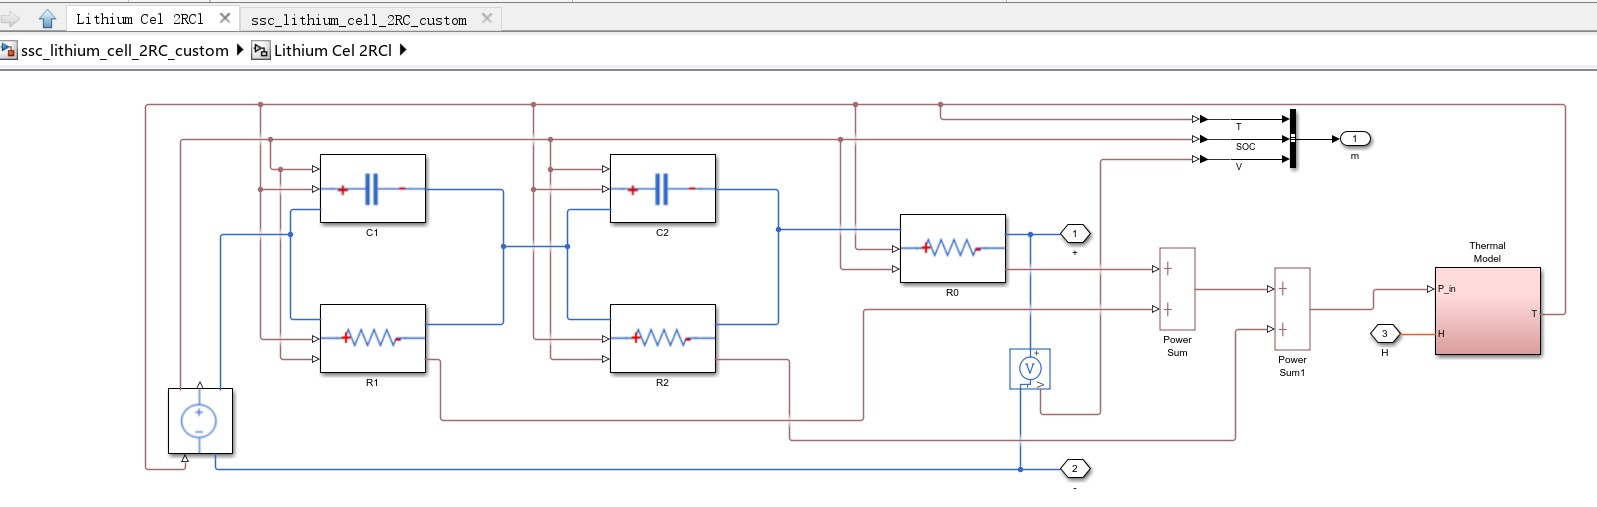 Lithium Cel 2RCl
ssc_lithium_cell_2RC_custom
ssc_lithium_cell_2RC_custom
Lithium Cel 2RCl
T
SOC
V
1
m
C1
C2
R0
1
+
R1
R2
V
+
-
V
Power
Sum
+
+
Power
Sum1
+
+
Thermal
Model
P_in
T
H
3
H
+
-
2
-